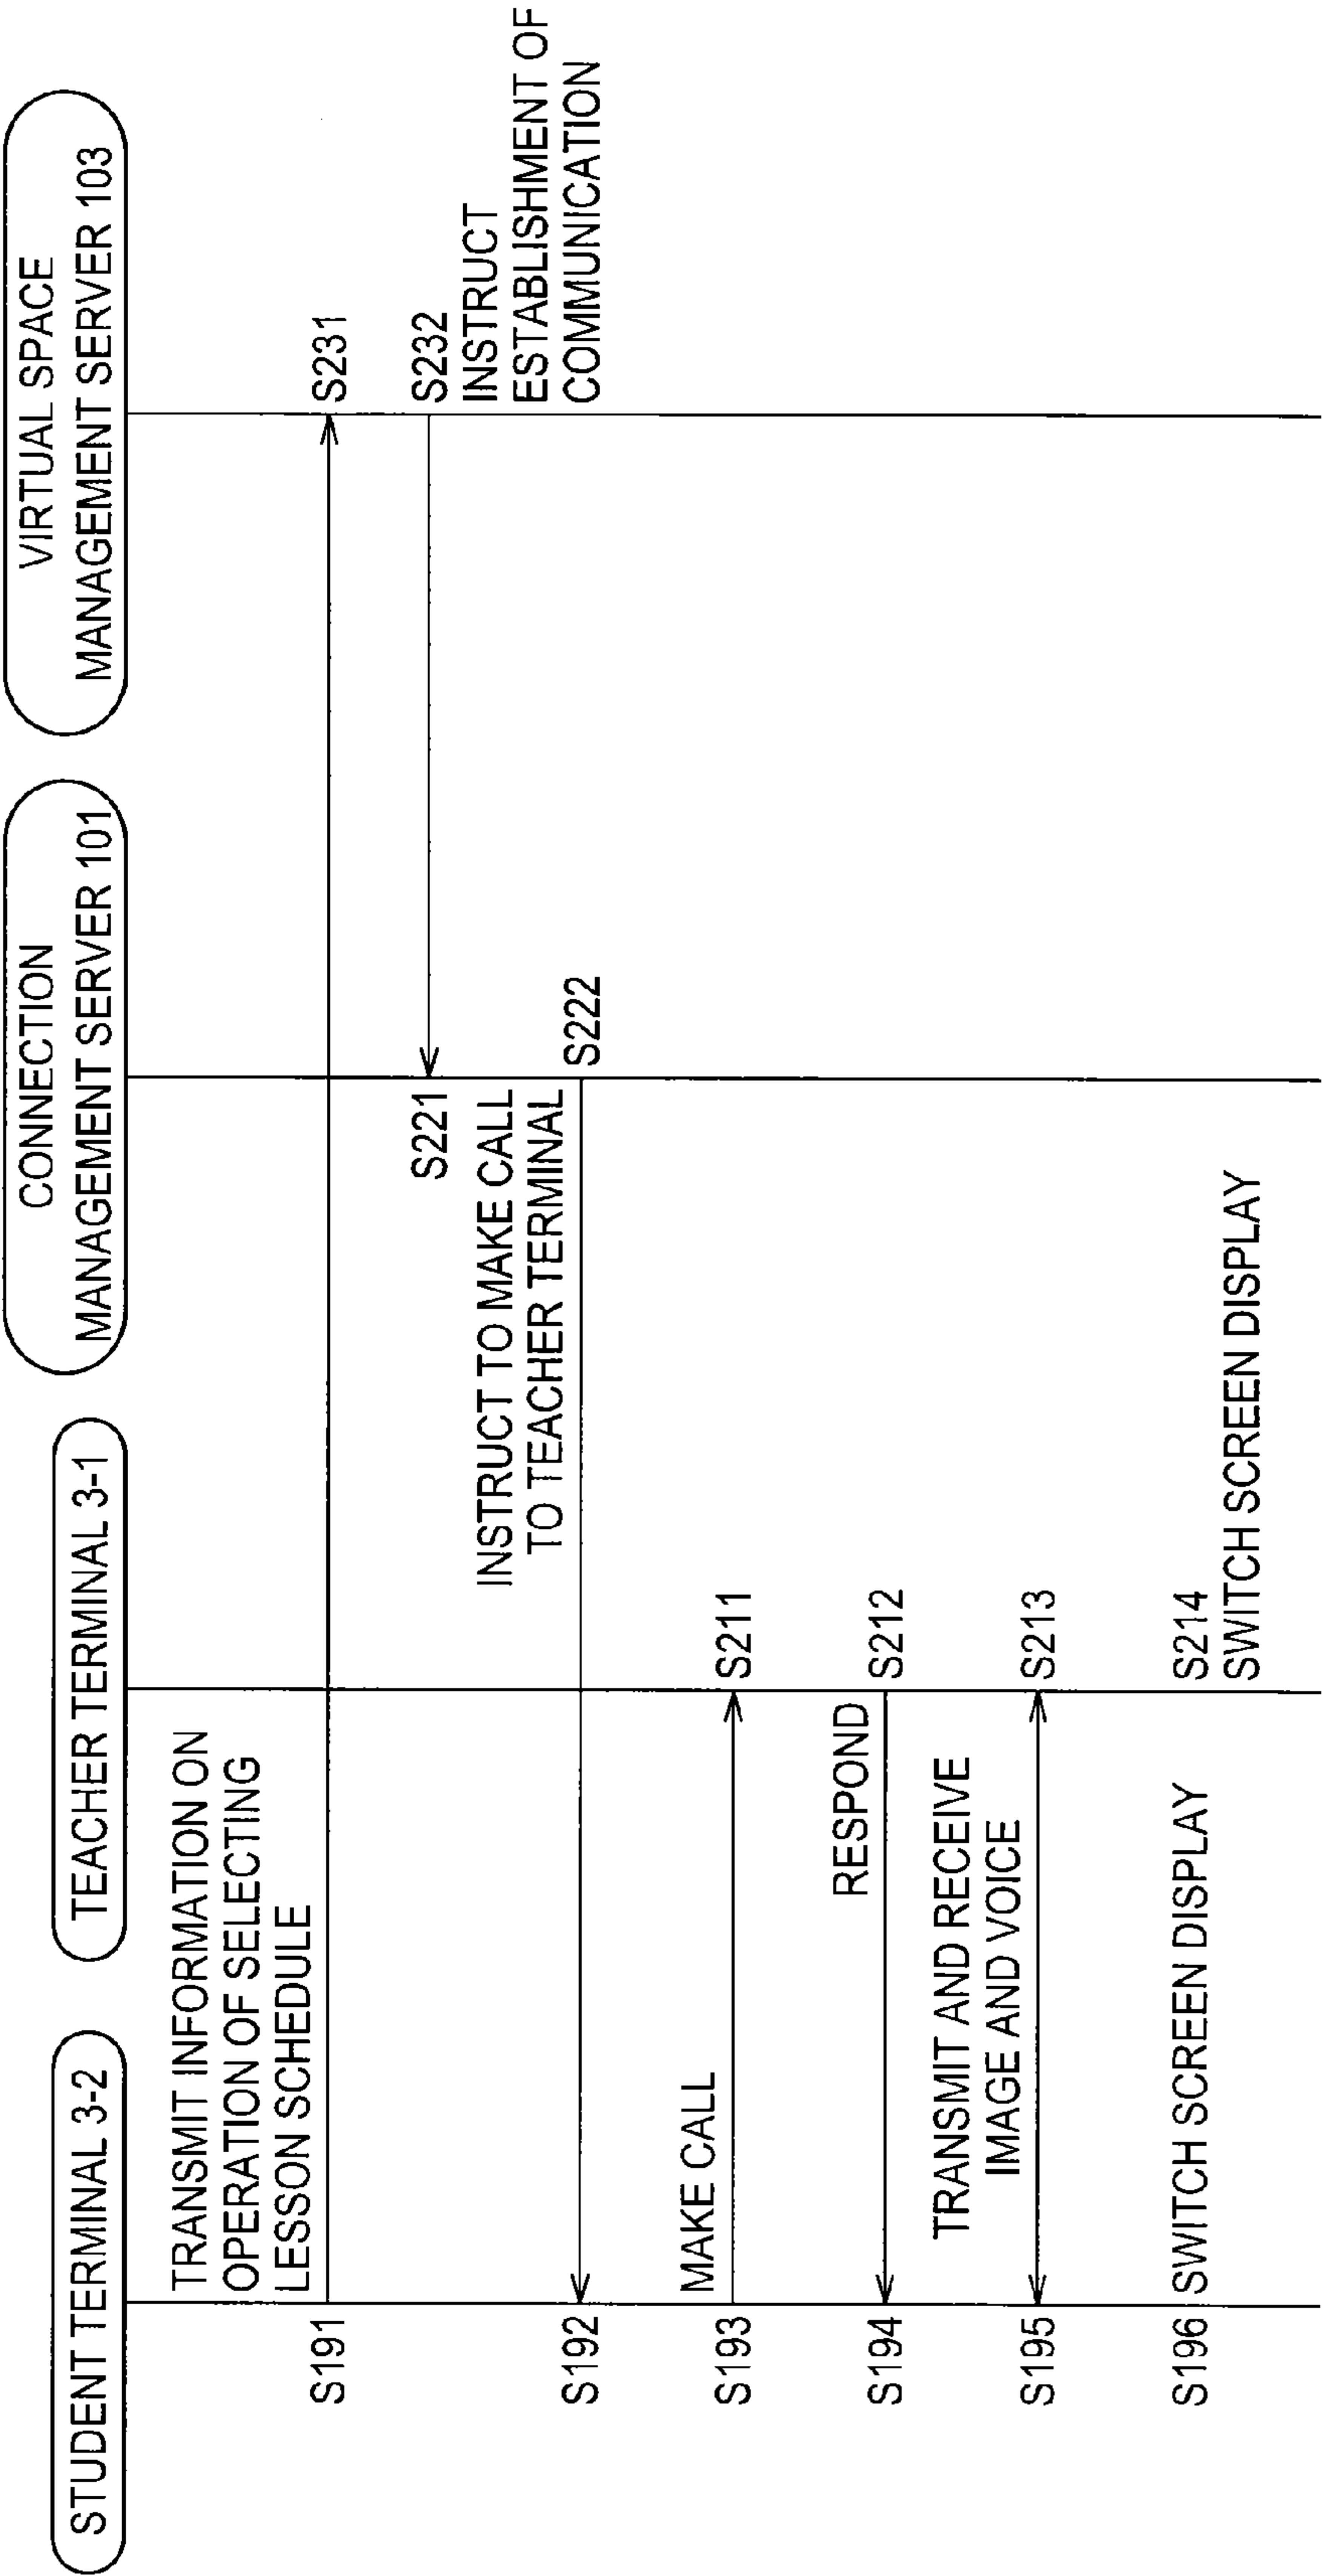 STUDENT TERMINAL 3-2
TEACHER TERMINAL 3-1
CONNECTION
MANAGEMENT SERVER 101
VIRTUAL SPACE
MANAGEMENT SERVER 103
TRANSMIT INFORMATION ON
OPERATION OF SELECTING
LESSON SCHEDULE
S191
S231
S221
S232
INSTRUCT
ESTABLISHMENT OF
COMMUNICATION
INSTRUCT TO MAKE CALL
TO TEACHER TERMINAL
S192
S222
MAKE CALL
S193
S211
RESPOND
S194
S212
TRANSMIT AND RECEIVE
IMAGE AND VOICE
S195
S213
S196 SWITCH SCREEN DISPLAY
S214
SWITCH SCREEN DISPLAY